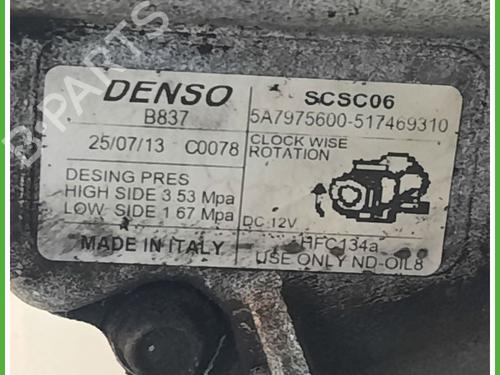 DENSO
B837
25/07/13 C0078
DESING PRES
HIGH SIDE 3 53 Mpa
LOW SIDE 1 67 Mpa
MADE IN ITALY
SCSC06
5A7975600-517469310
CLOCK WISE
ROTATION
DC 12V
HFC134a
USE ONLY ND-OIL8
B-PARTS